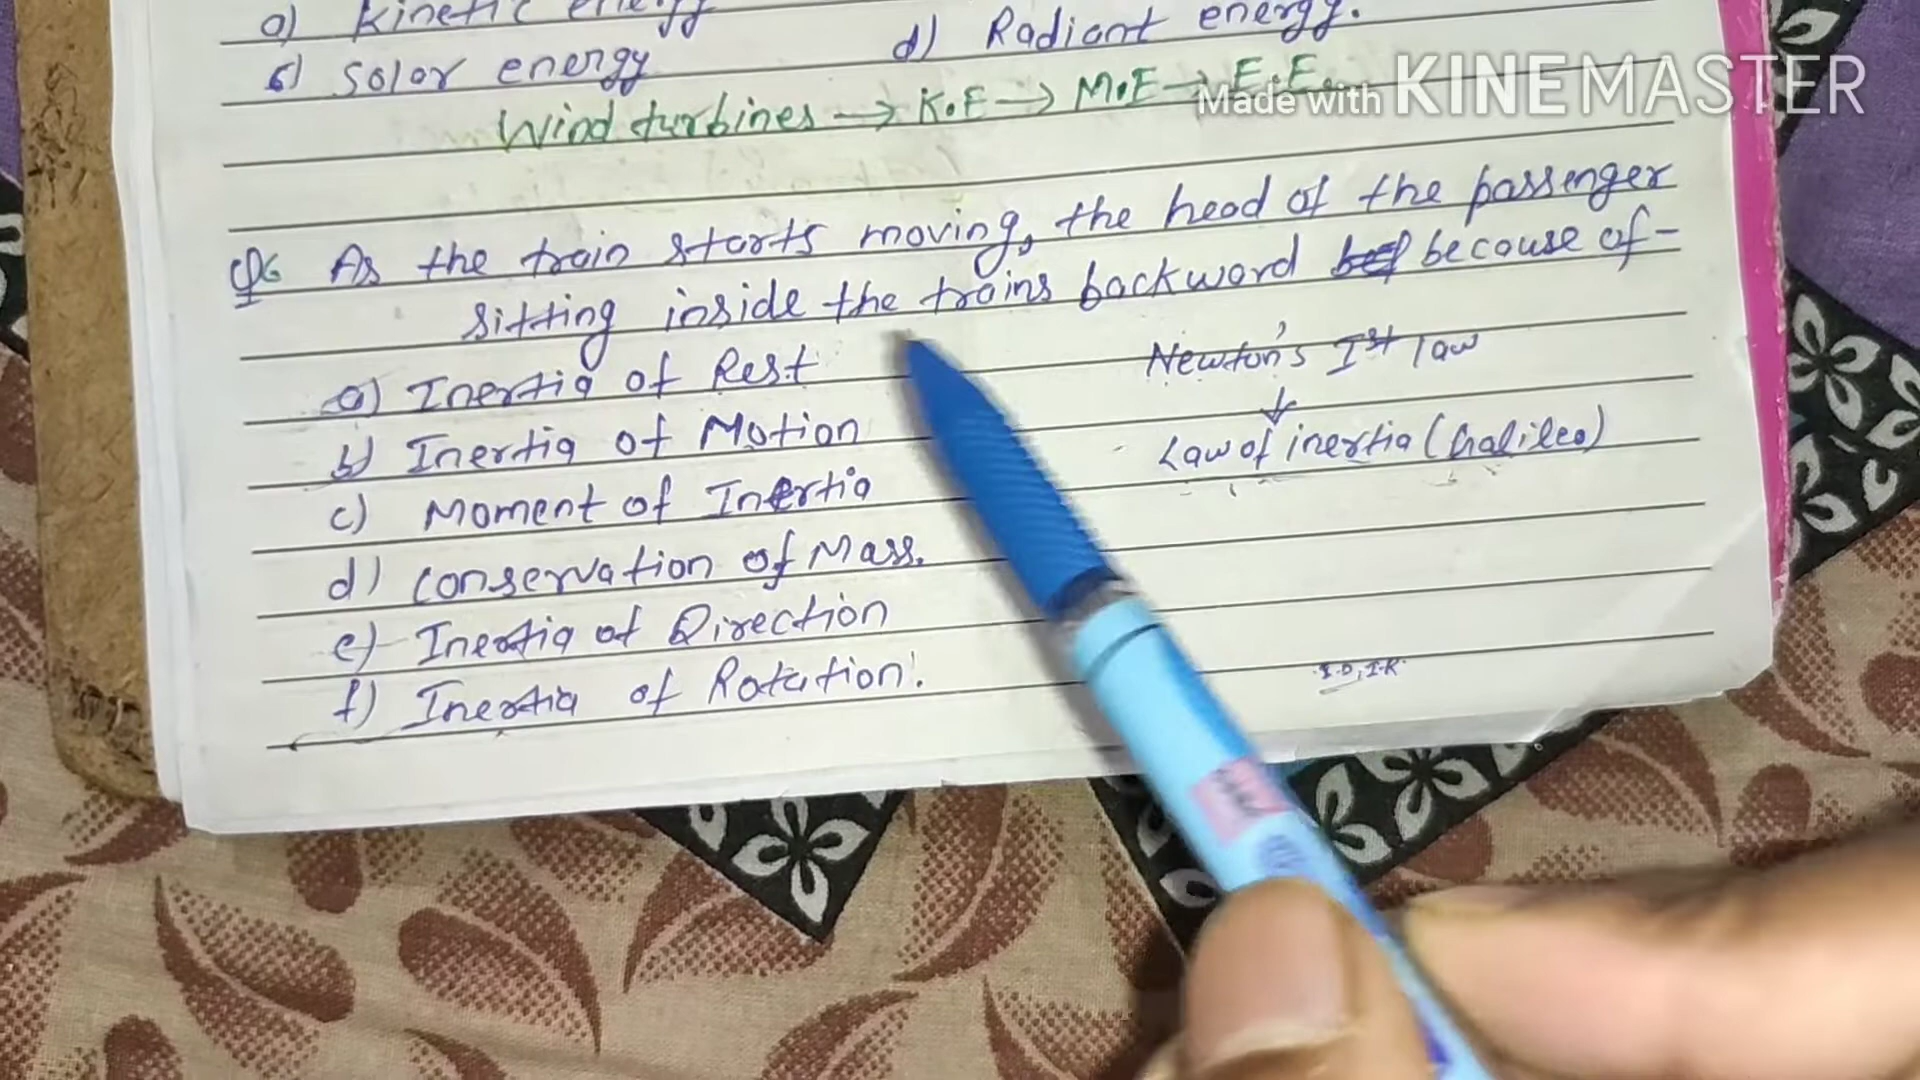 a) Kinetic energy
d) Radiant energy.
c) Solar energy
Wind turbines → K.E → M.E → E.E.
Made with KINEMASTER
Q6 As the train starts moving, the head of the passenger
sitting inside the trains backward because of-
a) Inertia of Rest
Newton's Ist law
↓
b) Inertia of Motion
Law of inertia (Galileo)
c) Moment of Inertia
d) Conservation of Mass.
e) Inertia of Direction
f) Inertia of Rotation.
I.D, I.R